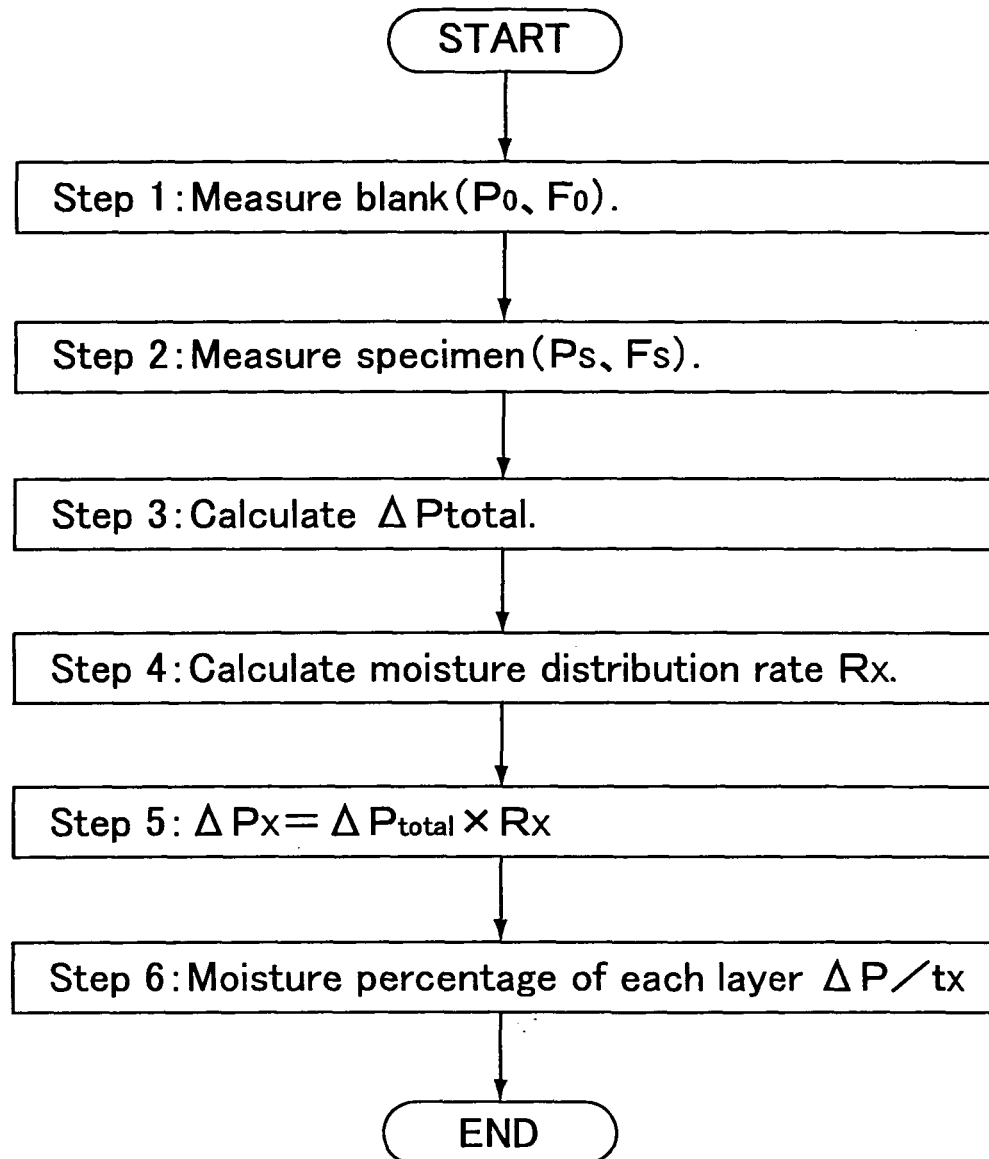 START
Step 1:Measure blank(P0、F0).
Step 2:Measure specimen(Ps、Fs).
Step 3:Calculate ΔPtotal.
Step 4:Calculate moisture distribution rate Rx.
Step 5:ΔPx=ΔPtotal×Rx
Step 6:Moisture percentage of each layer ΔP/tx
END